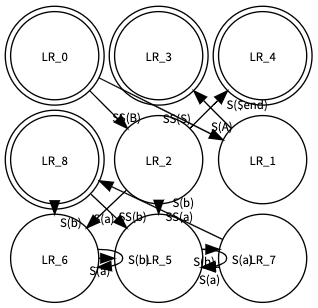 LR_0
LR_3
LR_4
SS(B)
SS(S)
S($end)
S(A)
LR_8
LR_2
LR_1
S(b)
S(a)
SS(b)
SS(a)
S(b)
LR_6
S(b)
LR_5
S(b)
S(a)
LR_7
S(a)
S(a)